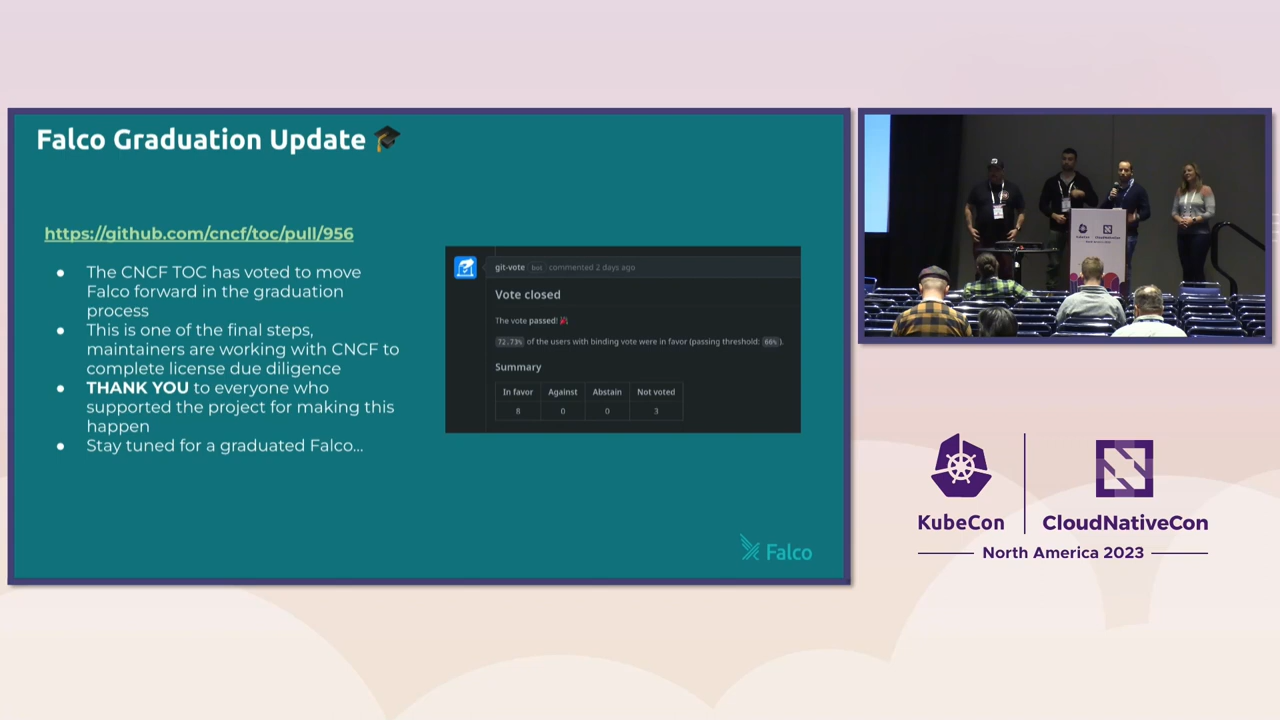 Falco Graduation Update
https://github.com/cncf/toc/pull/956
● The CNCF TOC has voted to move
Falco forward in the graduation
process
● This is one of the final steps,
maintainers are working with CNCF to
complete license due diligence
● THANK YOU to everyone who
supported the project for making this
happen
● Stay tuned for a graduated Falco...
git-vote bot commented 2 days ago
Vote closed
The vote passed!
72.73% of the users with binding vote were in favor (passing threshold: 66%).
Summary
In favor Against Abstain Not voted
8 0 0 3
Falco
KubeCon CloudNativeCon
KubeCon
CloudNativeCon
North America 2023